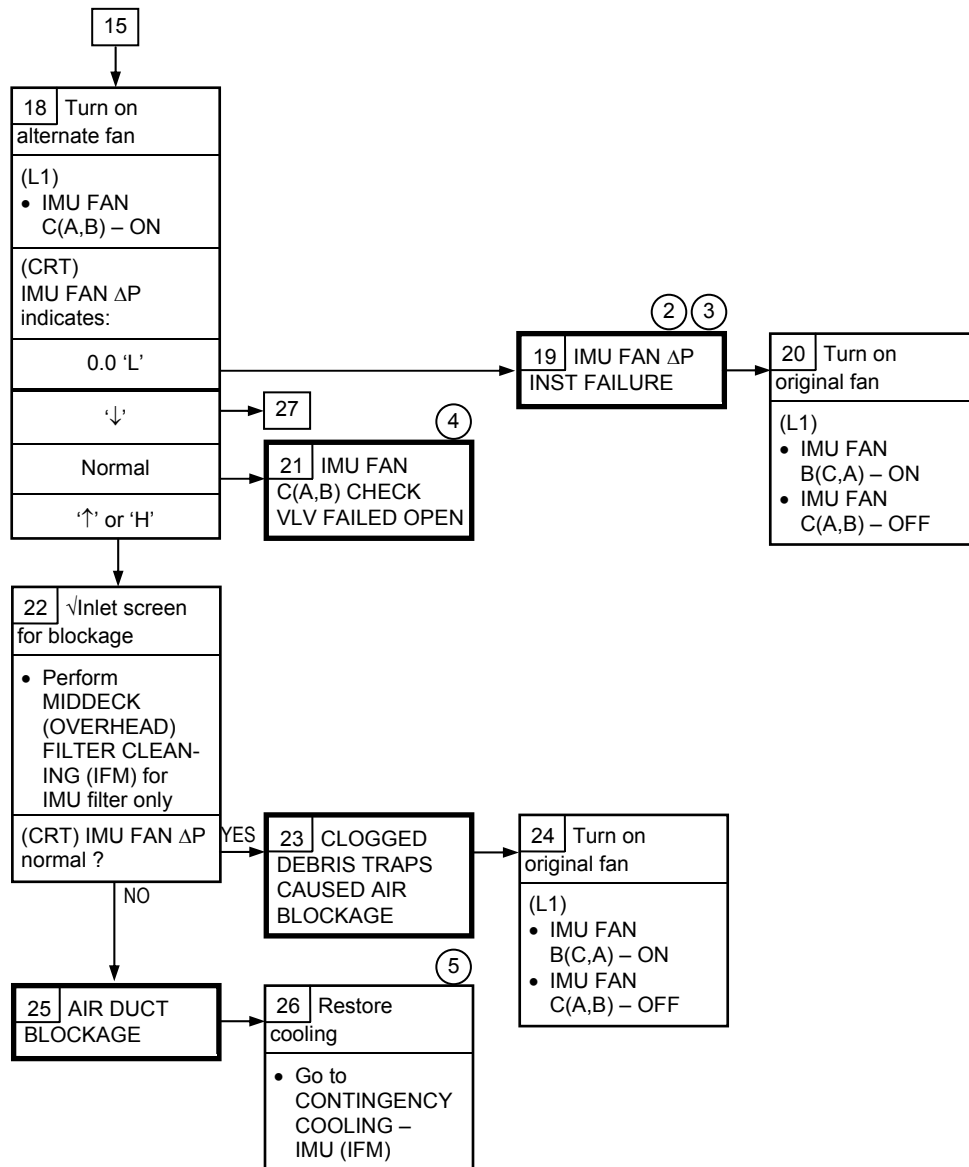 15
18 Turn on
alternate fan
(L1)
• IMU FAN
C(A,B) – ON
(CRT)
IMU FAN ΔP
indicates:
0.0 'L'
'↓'
Normal
'↑' or 'H'
2 3
19 IMU FAN ΔP
INST FAILURE
20 Turn on
original fan
(L1)
• IMU FAN
B(C,A) – ON
• IMU FAN
C(A,B) – OFF
27
4
21 IMU FAN
C(A,B) CHECK
VLV FAILED OPEN
22 √Inlet screen
for blockage
• Perform
MIDDECK
(OVERHEAD)
FILTER CLEAN-
ING (IFM) for
IMU filter only
(CRT) IMU FAN ΔP
normal ?
YES
NO
23 CLOGGED
DEBRIS TRAPS
CAUSED AIR
BLOCKAGE
24 Turn on
original fan
(L1)
• IMU FAN
B(C,A) – ON
• IMU FAN
C(A,B) – OFF
25 AIR DUCT
BLOCKAGE
5
26 Restore
cooling
• Go to
CONTINGENCY
COOLING –
IMU (IFM)